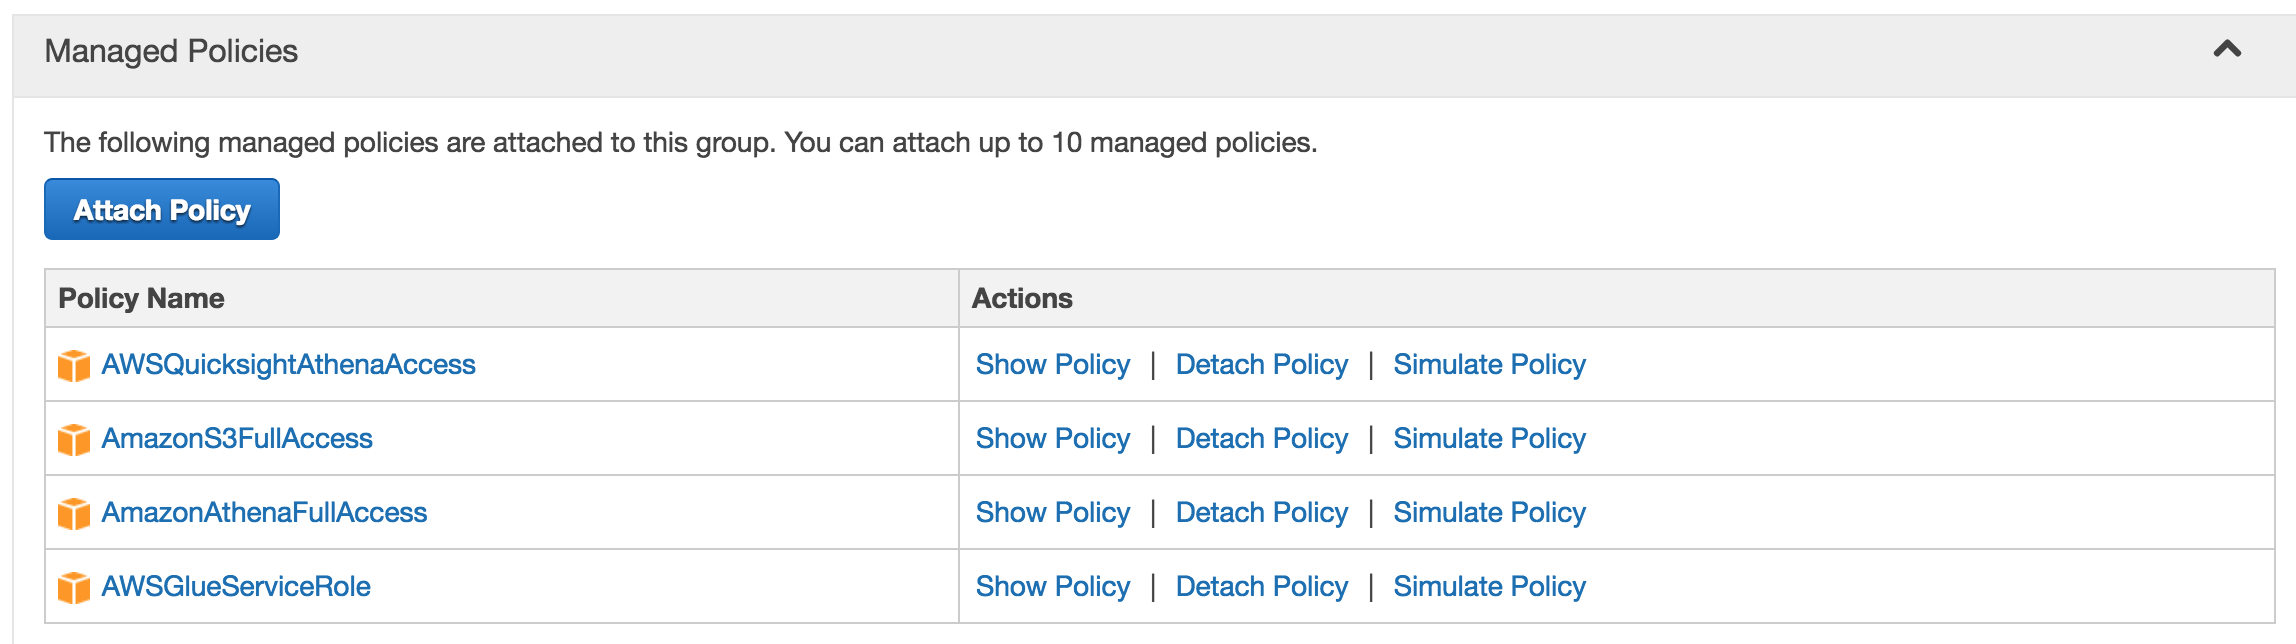 Managed Policies
The following managed policies are attached to this group. You can attach up to 10 managed policies.
Attach Policy
Policy Name Actions
AWSQuicksightAthenaAccess Show Policy | Detach Policy | Simulate Policy
AmazonS3FullAccess Show Policy | Detach Policy | Simulate Policy
AmazonAthenaFullAccess Show Policy | Detach Policy | Simulate Policy
AWSGlueServiceRole Show Policy | Detach Policy | Simulate Policy